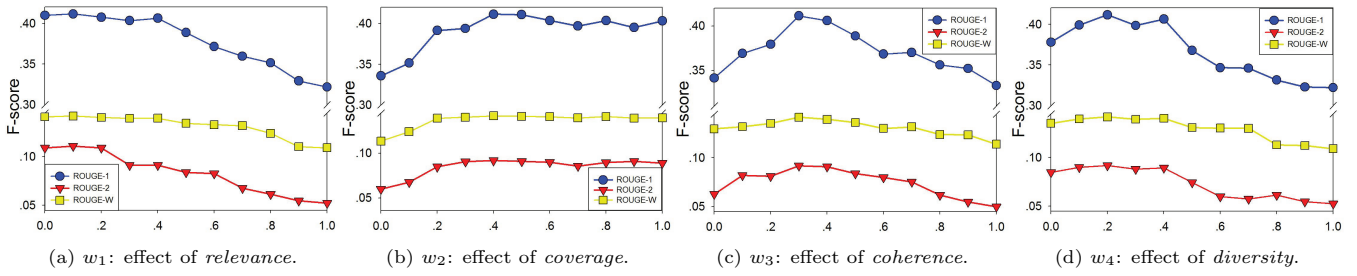 F-score
.40
.35
.30
.10
.05
ROUGE-1
ROUGE-2
ROUGE-W
0.0 .2 .4 .6 .8 1.0
(a) w1: effect of relevance.
F-score
.40
.35
.30
.10
.05
ROUGE-1
ROUGE-2
ROUGE-W
0.0 .2 .4 .6 .8 1.0
(b) w2: effect of coverage.
F-score
.40
.35
.10
.05
ROUGE-1
ROUGE-2
ROUGE-W
0.0 .2 .4 .6 .8 1.0
(c) w3: effect of coherence.
F-score
.40
.35
.30
.10
.05
ROUGE-1
ROUGE-2
ROUGE-W
0.0 .2 .4 .6 .8 1.0
(d) w4: effect of diversity.